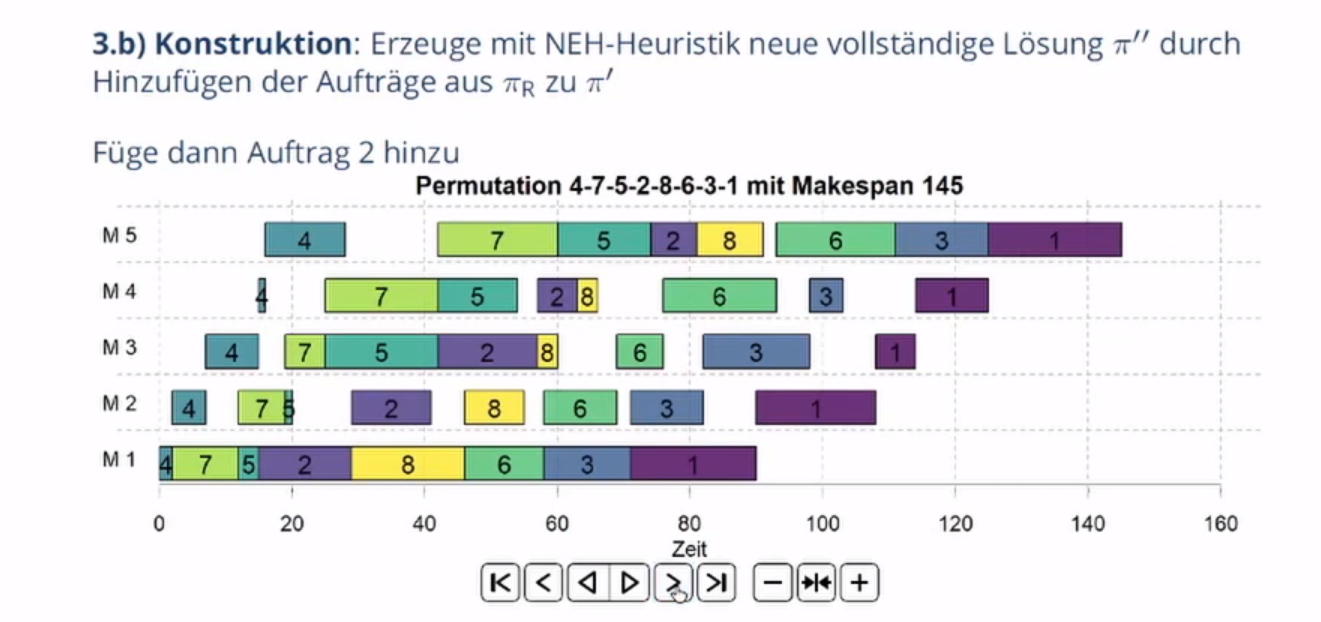 3.b) Konstruktion: Erzeuge mit NEH-Heuristik neue vollständige Lösung π′′ durch
Hinzufügen der Aufträge aus πR zu π′
Füge dann Auftrag 2 hinzu
Permutation 4-7-5-2-8-6-3-1 mit Makespan 145
M 5 4 7 5 2 8 6 3 1
M 4 4 7 5 2 8 6 3 1
M 3 4 7 5 2 8 6 3 1
M 2 4 7 5 2 8 6 3 1
M 1 4 7 5 2 8 6 3 1
0 20 40 60 80 100 120 140 160
Zeit